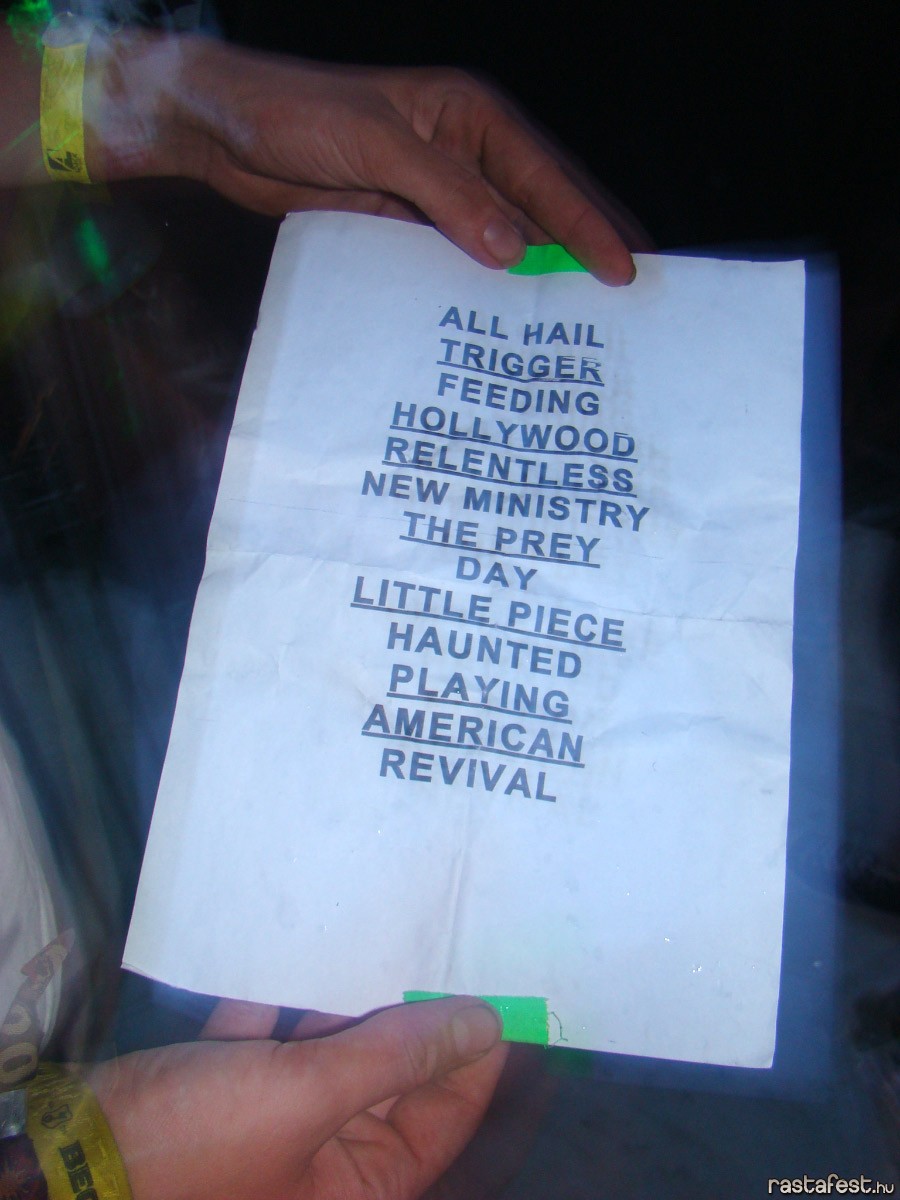 ALL HAIL
TRIGGER
FEEDING
HOLLYWOOD
RELENTLESS
NEW MINISTRY
THE PREY
DAY
LITTLE PIECE
HAUNTED
PLAYING
AMERICAN
REVIVAL
rastafest.hu